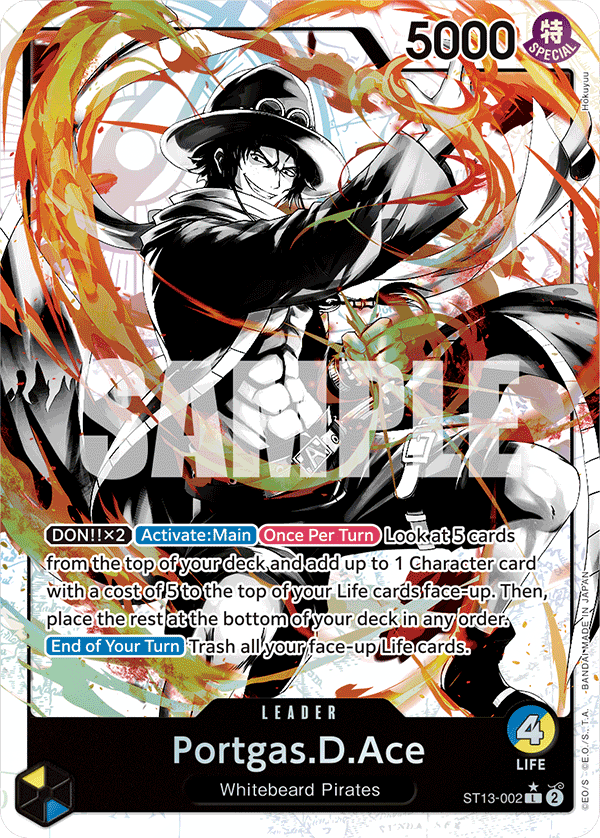 5000
特
SPECIAL
Hokuyuu
SAMPLE
DON!!×2 Activate:Main Once Per Turn Look at 5 cards
from the top of your deck and add up to 1 Character card
with a cost of 5 to the top of your Life cards face-up. Then,
place the rest at the bottom of your deck in any order.
End of Your Turn Trash all your face-up Life cards.
©E.O./S., T.A. BANDAI MADE IN JAPAN
©EO/S
LEADER
4
LIFE
Portgas.D.Ace
Whitebeard Pirates
ST13-002 L 2
A